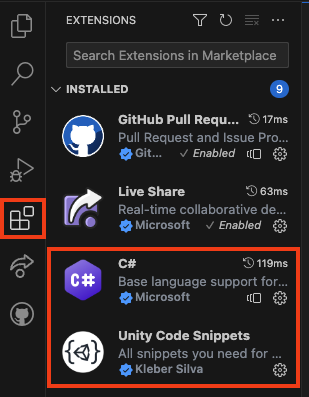 EXTENSIONS
Search Extensions in Marketplace
INSTALLED 9
GitHub Pull Requ... 17ms
Pull Request and Issue Pro...
Git... ✓ Enabled
Live Share 63ms
Real-time collaborative de...
Microsoft ✓ Enabled
C# C# 119ms
Base language support for...
Microsoft
Unity Code Snippets
All snippets you need for ...
Kleber Silva